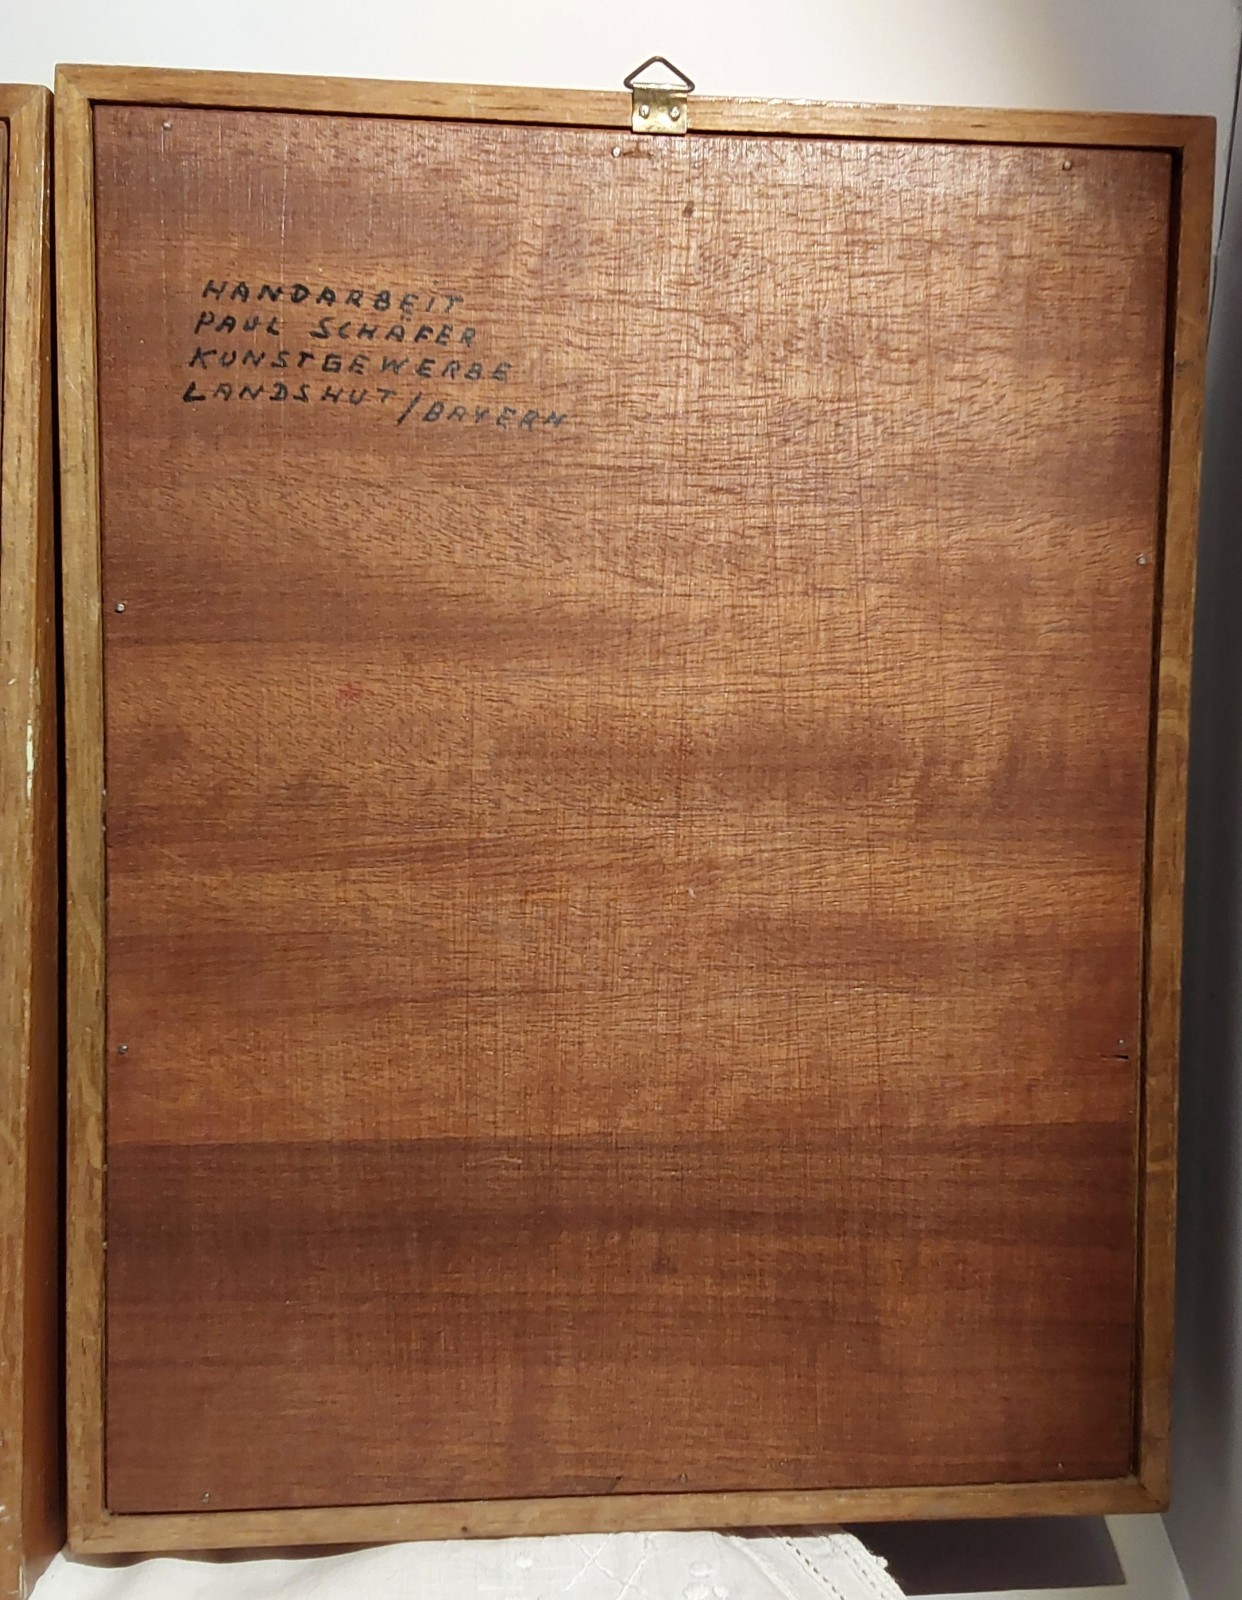 HANDARBEIT
PAUL SCHÄFER
KUNSTGEWERBE
LANDSHUT/BAYERN